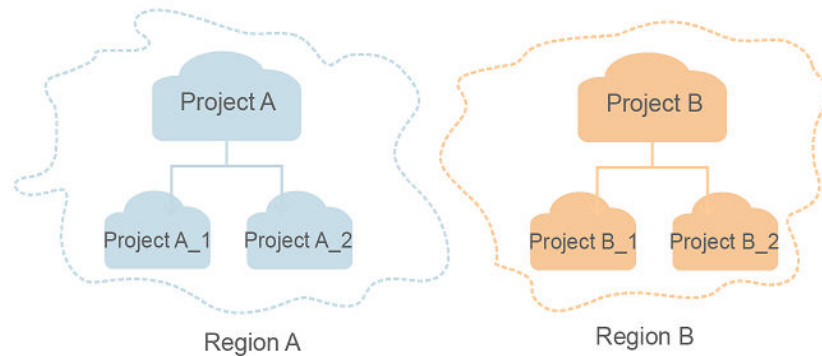 Project A
Project B
Project A_1
Project A_2
Project B_1
Project B_2
Region A
Region B